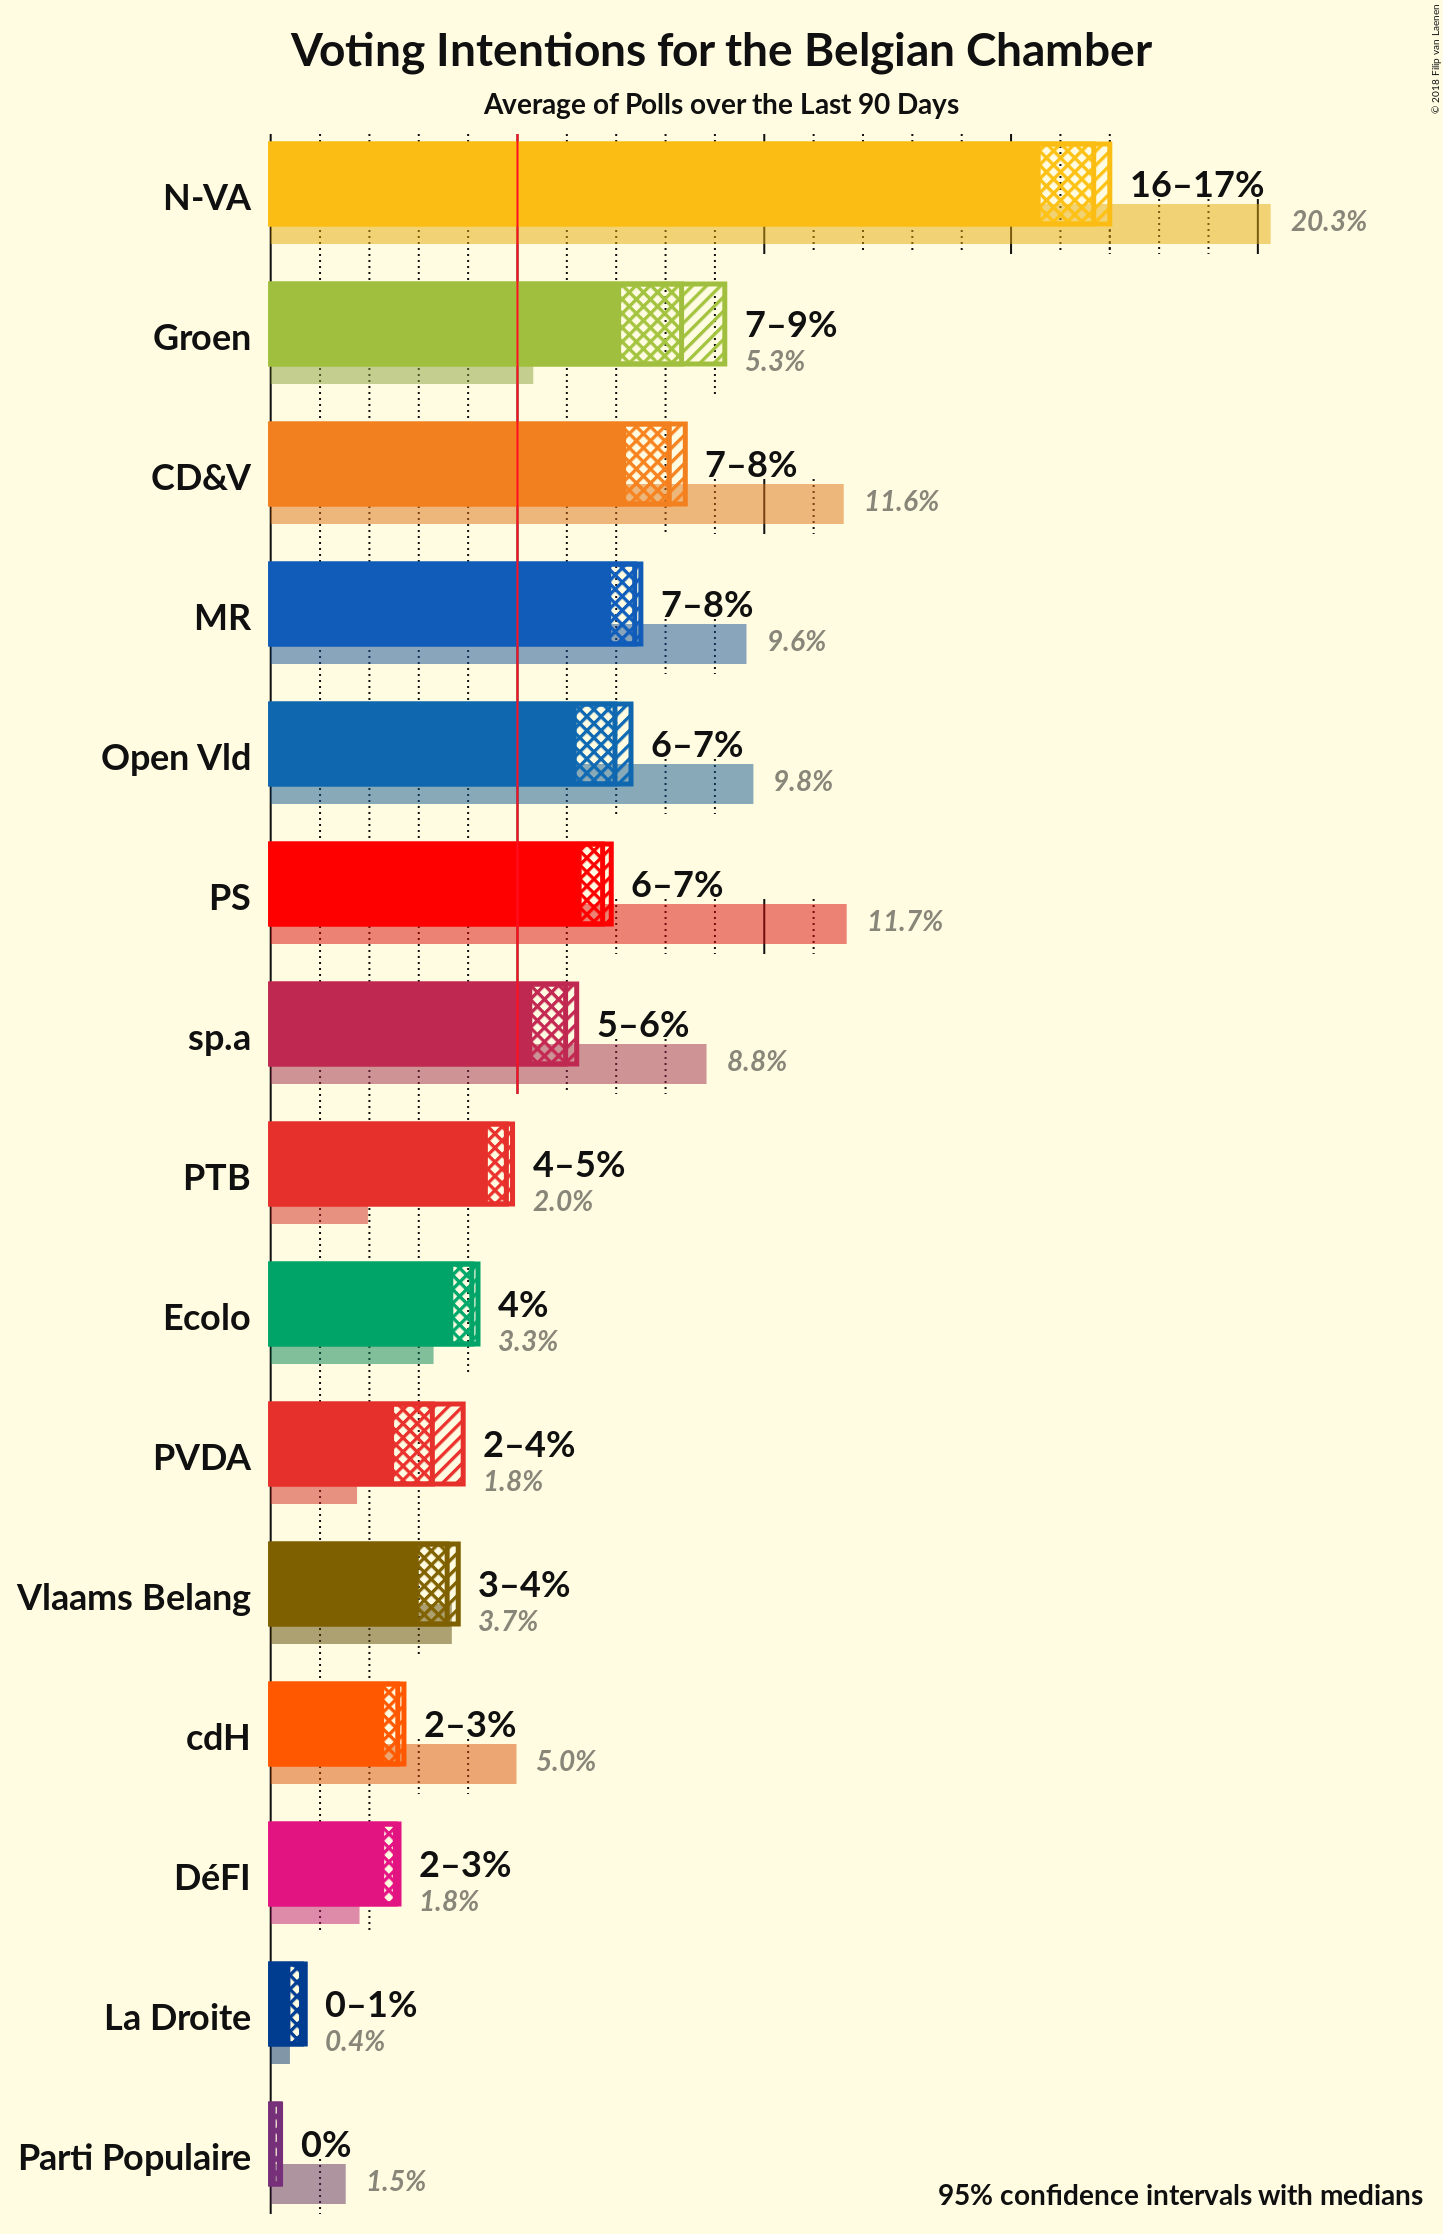 Voting Intentions for the Belgian Chamber
Average of Polls over the Last 90 Days
© 2018 Filip van Laenen
N-VA
16–17%
20.3%
Groen
7–9%
5.3%
CD&V
7–8%
11.6%
MR
7–8%
9.6%
Open Vld
6–7%
9.8%
PS
6–7%
11.7%
sp.a
5–6%
8.8%
PTB
4–5%
2.0%
Ecolo
4%
3.3%
PVDA
2–4%
1.8%
Vlaams Belang
3–4%
3.7%
cdH
2–3%
5.0%
DéFI
2–3%
1.8%
La Droite
0–1%
0.4%
Parti Populaire
0%
1.5%
95% confidence intervals with medians